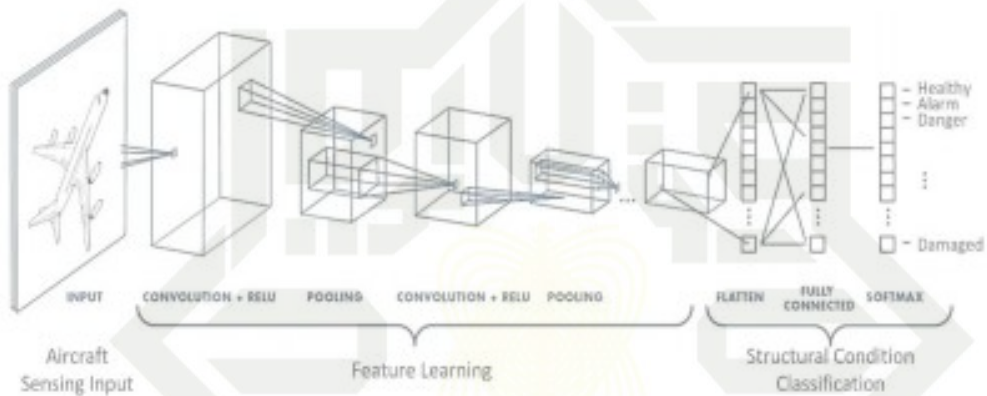 Healthy
Alarm
Danger
Damaged
INPUT
CONVOLUTION + RELU
POOLING
CONVOLUTION + RELU
POOLING
FLATTEN
FULLY
CONNECTED
SOFTMAX
Aircraft
Sensing Input
Feature Learning
Structural Condition
Classification